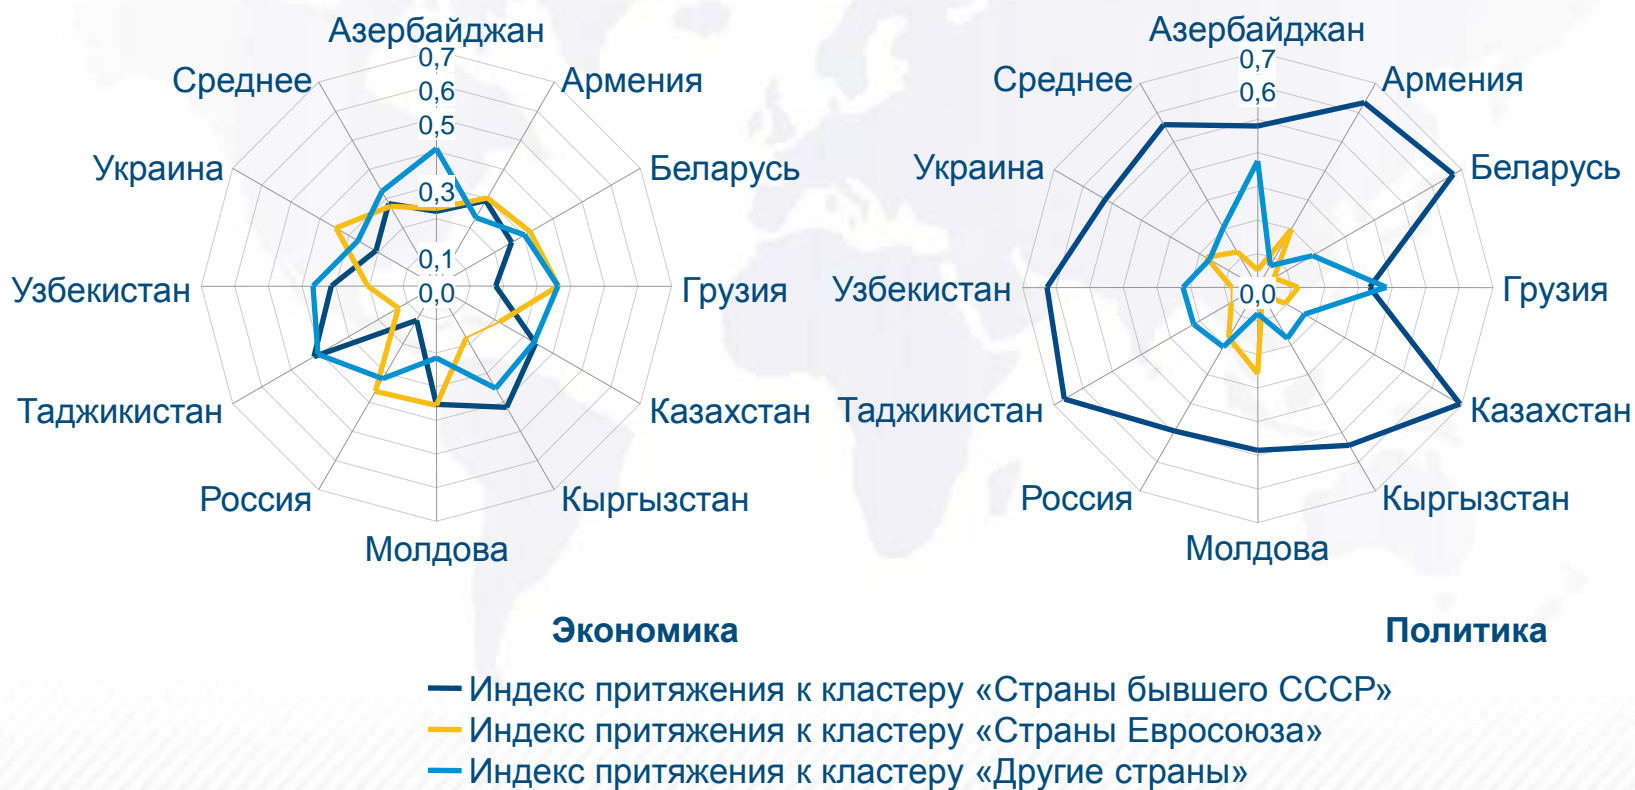 Азербайджан
Среднее
Армения
Украина
Беларусь
Узбекистан
Грузия
Таджикистан
Казахстан
Россия
Кыргызстан
Молдова
0,7
0,6
0,5
0,3
0,1
0,0
Экономика
Азербайджан
Среднее
Армения
Украина
Беларусь
Узбекистан
Грузия
Таджикистан
Казахстан
Россия
Кыргызстан
Молдова
0,7
0,6
0,0
Политика
Индекс притяжения к кластеру «Страны бывшего СССР»
Индекс притяжения к кластеру «Страны Евросоюза»
Индекс притяжения к кластеру «Другие страны»